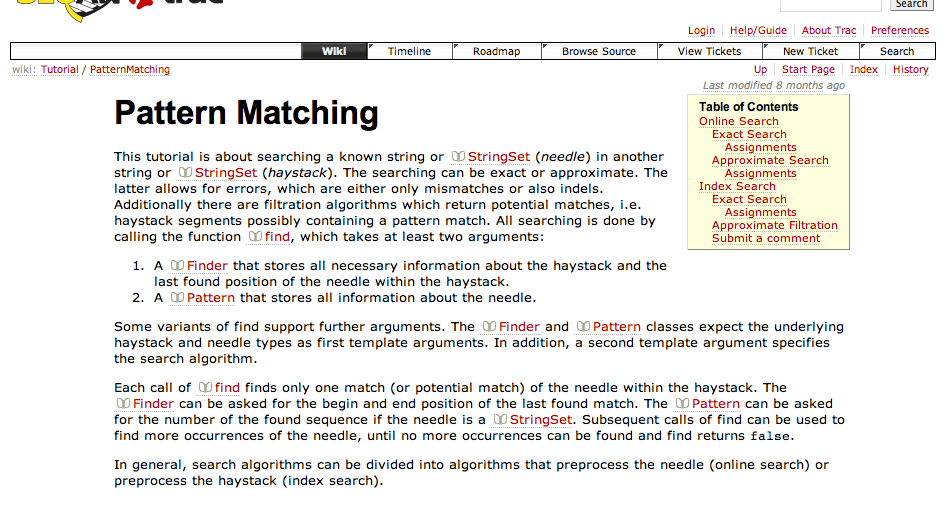 trac
Search
Login Help/Guide About Trac Preferences
Wiki Timeline Roadmap Browse Source View Tickets New Ticket Search
wiki: Tutorial / PatternMatching Up Start Page Index History
Last modified 8 months ago
Pattern Matching
Table of Contents
Online Search
Exact Search
Assignments
Approximate Search
Assignments
Index Search
Exact Search
Assignments
Approximate Filtration
Submit a comment
This tutorial is about searching a known string or StringSet (needle) in another
string or StringSet (haystack). The searching can be exact or approximate. The
latter allows for errors, which are either only mismatches or also indels.
Additionally there are filtration algorithms which return potential matches, i.e.
haystack segments possibly containing a pattern match. All searching is done by
calling the function find, which takes at least two arguments:
1. A Finder that stores all necessary information about the haystack and the
last found position of the needle within the haystack.
2. A Pattern that stores all information about the needle.
Some variants of find support further arguments. The Finder and Pattern classes expect the underlying
haystack and needle types as first template arguments. In addition, a second template argument specifies
the search algorithm.
Each call of find finds only one match (or potential match) of the needle within the haystack. The
Finder can be asked for the begin and end position of the last found match. The Pattern can be asked
for the number of the found sequence if the needle is a StringSet. Subsequent calls of find can be used to
find more occurrences of the needle, until no more occurrences can be found and find returns false.
In general, search algorithms can be divided into algorithms that preprocess the needle (online search) or
preprocess the haystack (index search).